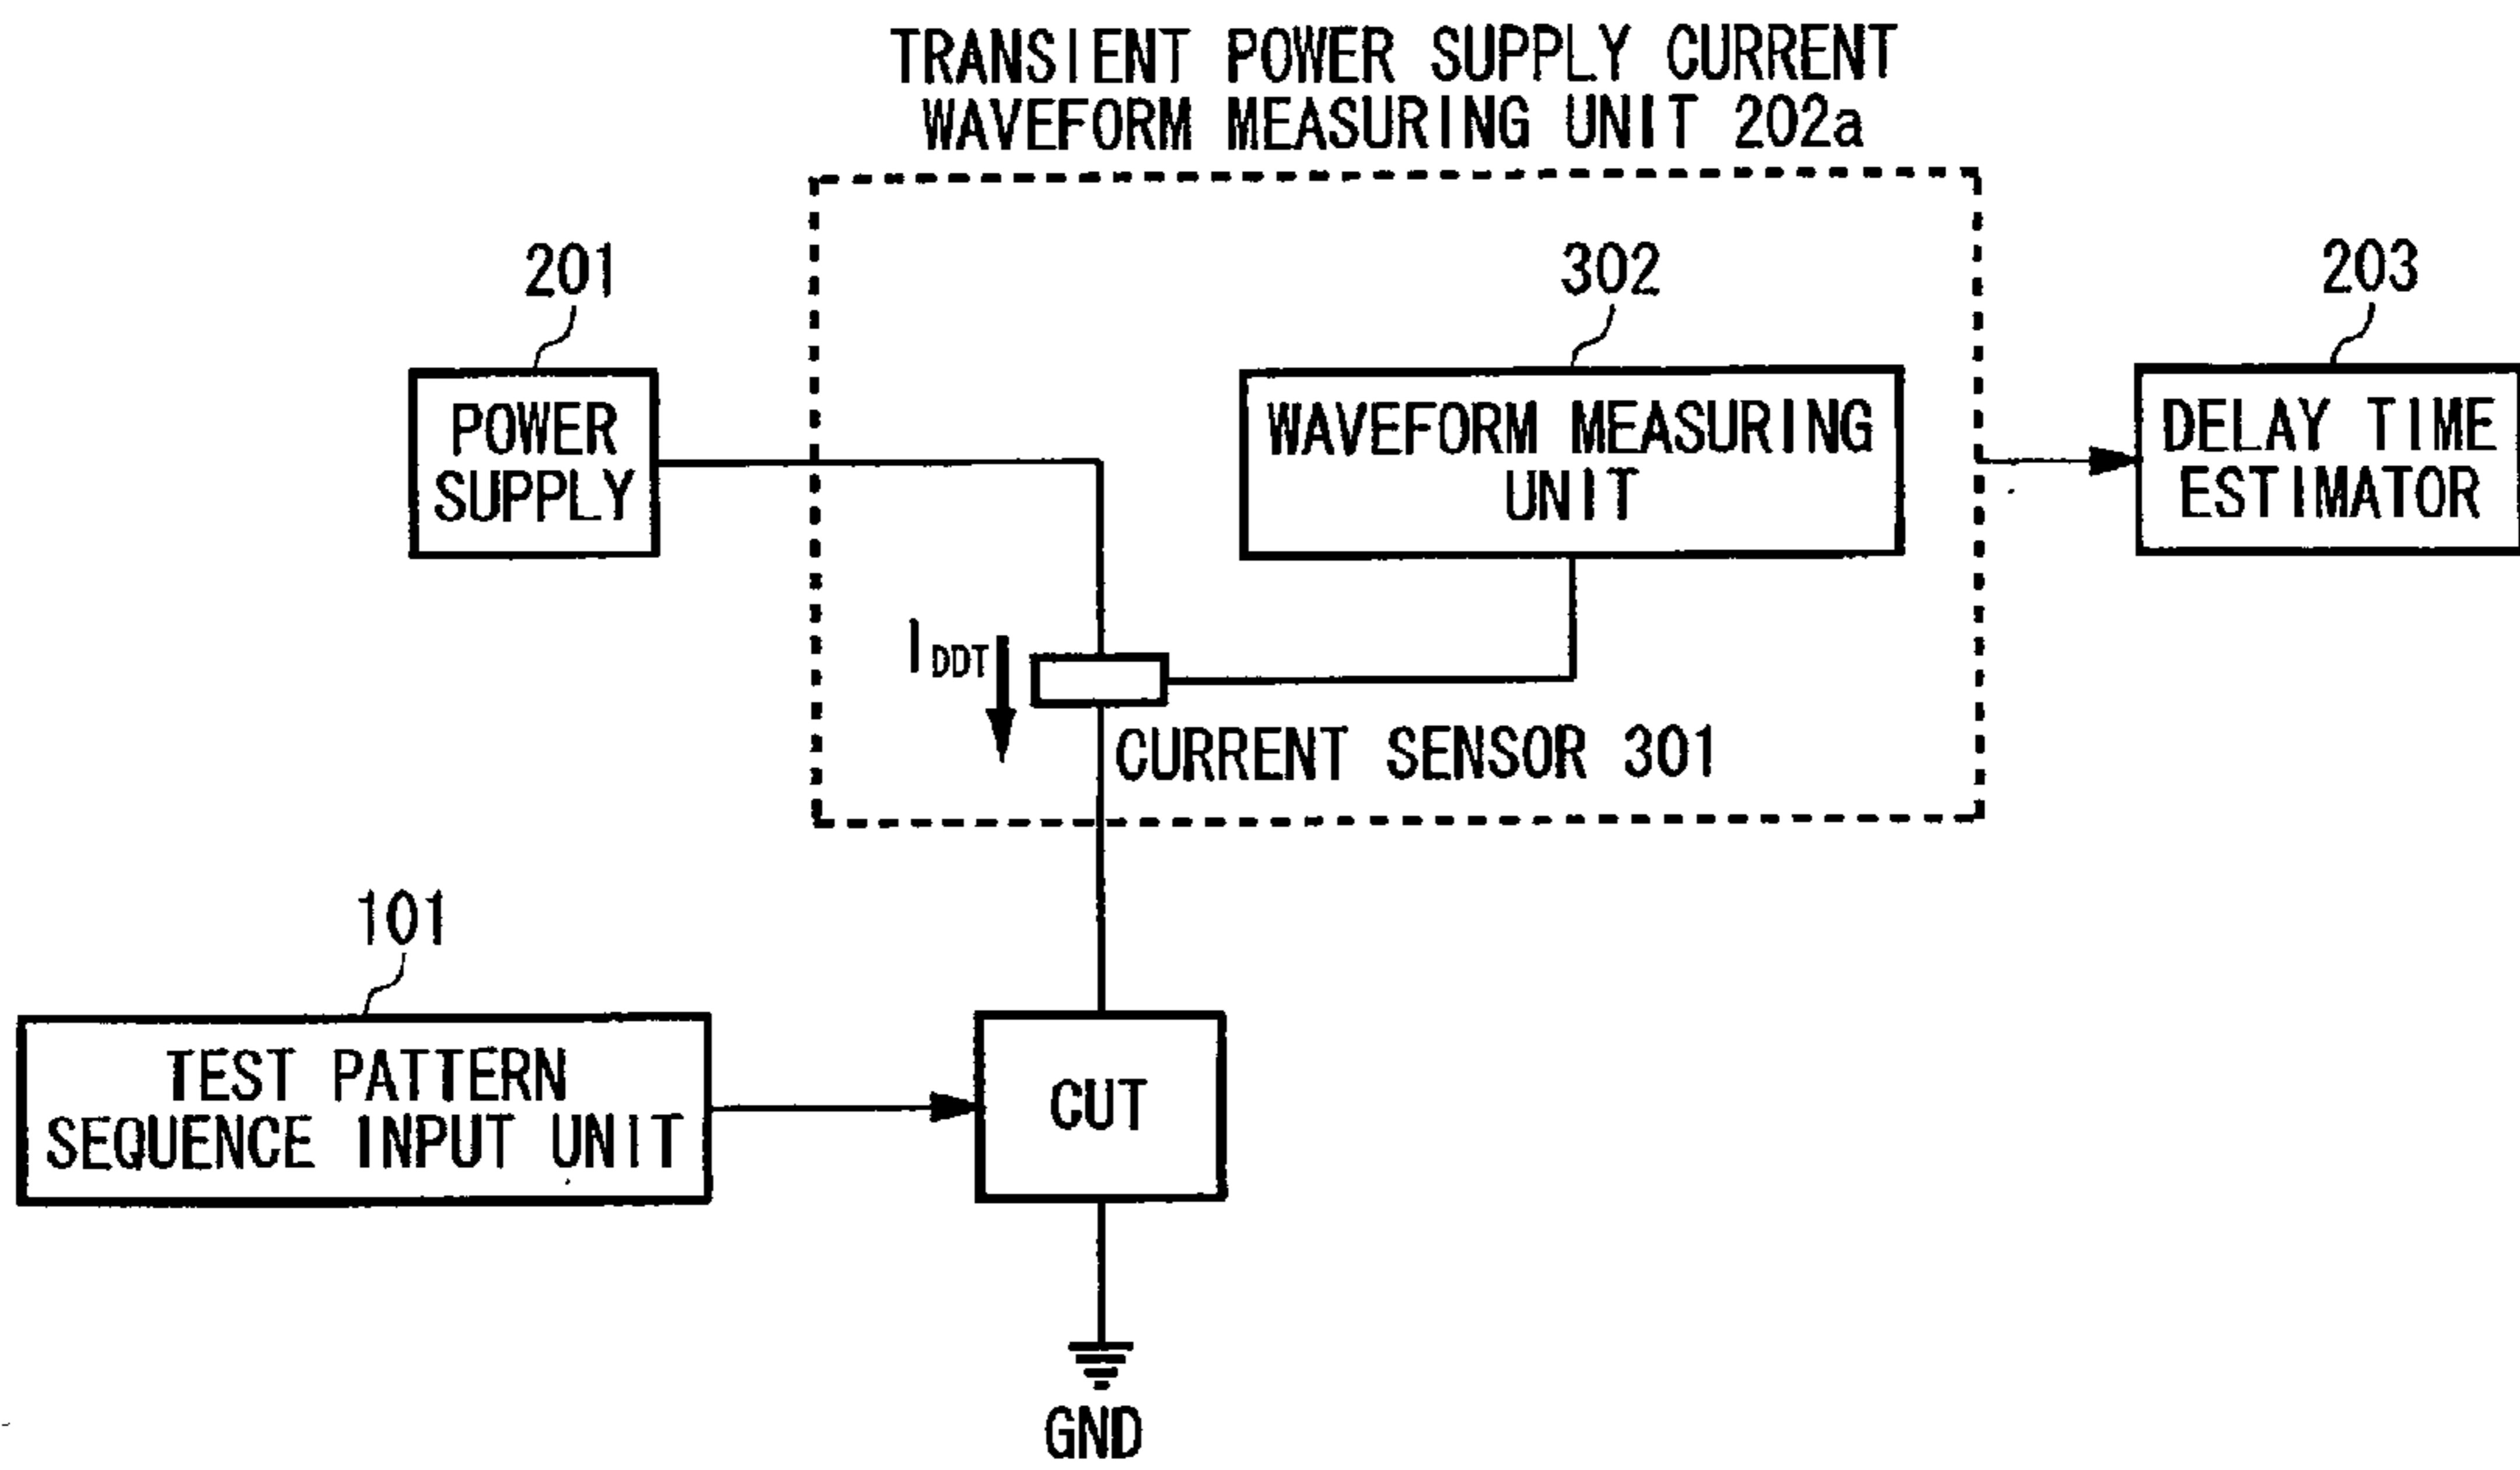 TRANSIENT POWER SUPPLY CURRENT
WAVEFORM MEASURING UNIT 202a
201
302
203
POWER
SUPPLY
WAVEFORM MEASURING
UNIT
DELAY TIME
ESTIMATOR
IDDT
CURRENT SENSOR 301
101
TEST PATTERN
SEQUENCE INPUT UNIT
CUT
GND